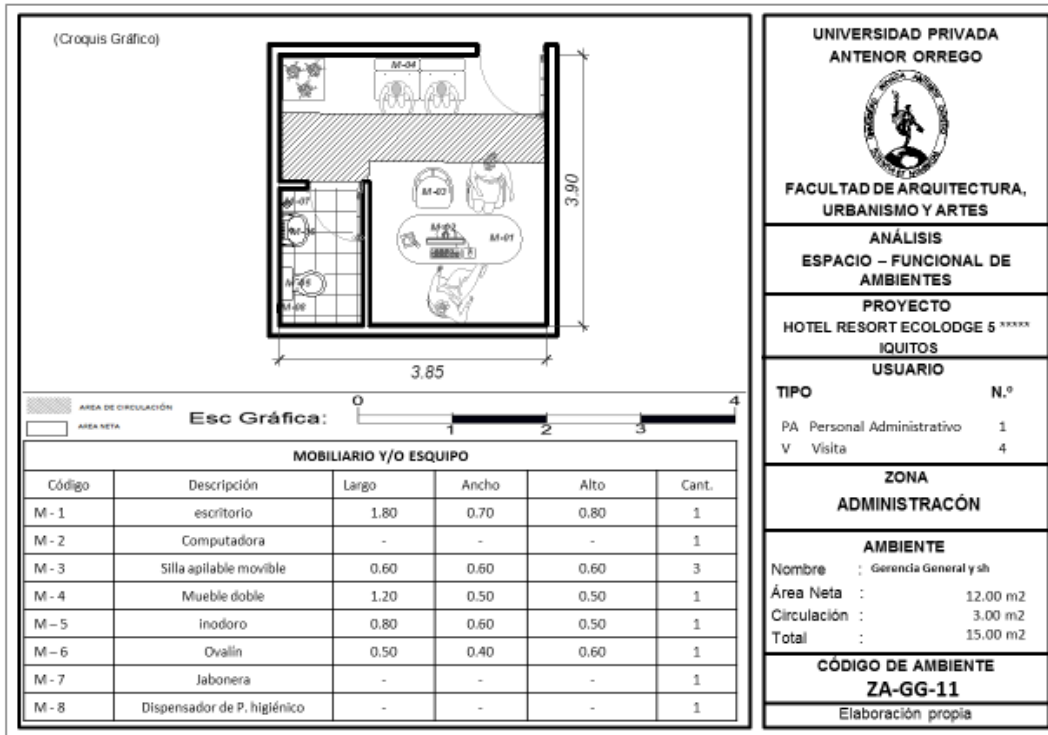 (Croquis Gráfico)
M-04
M-03
M-02
M-01
M-07
M-06
M-05
M-08
3.90
3.85
AREA DE CIRCULACIÓN
AREA NETA
Esc Gráfica:
0 1 2 3 4
MOBILIARIO Y/O ESQUIPO
Código Descripción Largo Ancho Alto Cant.
M - 1 escritorio 1.80 0.70 0.80 1
M - 2 Computadora - - - 1
M - 3 Silla apilable movible 0.60 0.60 0.60 3
M - 4 Mueble doble 1.20 0.50 0.50 1
M – 5 inodoro 0.80 0.60 0.50 1
M – 6 Ovalín 0.50 0.40 0.60 1
M - 7 Jabonera - - - 1
M - 8 Dispensador de P. higiénico - - - 1
UNIVERSIDAD PRIVADA
ANTENOR ORREGO
FACULTAD DE ARQUITECTURA,
URBANISMO Y ARTES
ANÁLISIS
ESPACIO – FUNCIONAL DE
AMBIENTES
PROYECTO
HOTEL RESORT ECOLODGE 5 *****
IQUITOS
USUARIO
TIPO N.º
PA Personal Administrativo 1
V Visita 4
ZONA
ADMINISTRACÓN
AMBIENTE
Nombre : Gerencia General y sh
Área Neta : 12.00 m2
Circulación : 3.00 m2
Total : 15.00 m2
CÓDIGO DE AMBIENTE
ZA-GG-11
Elaboración propia